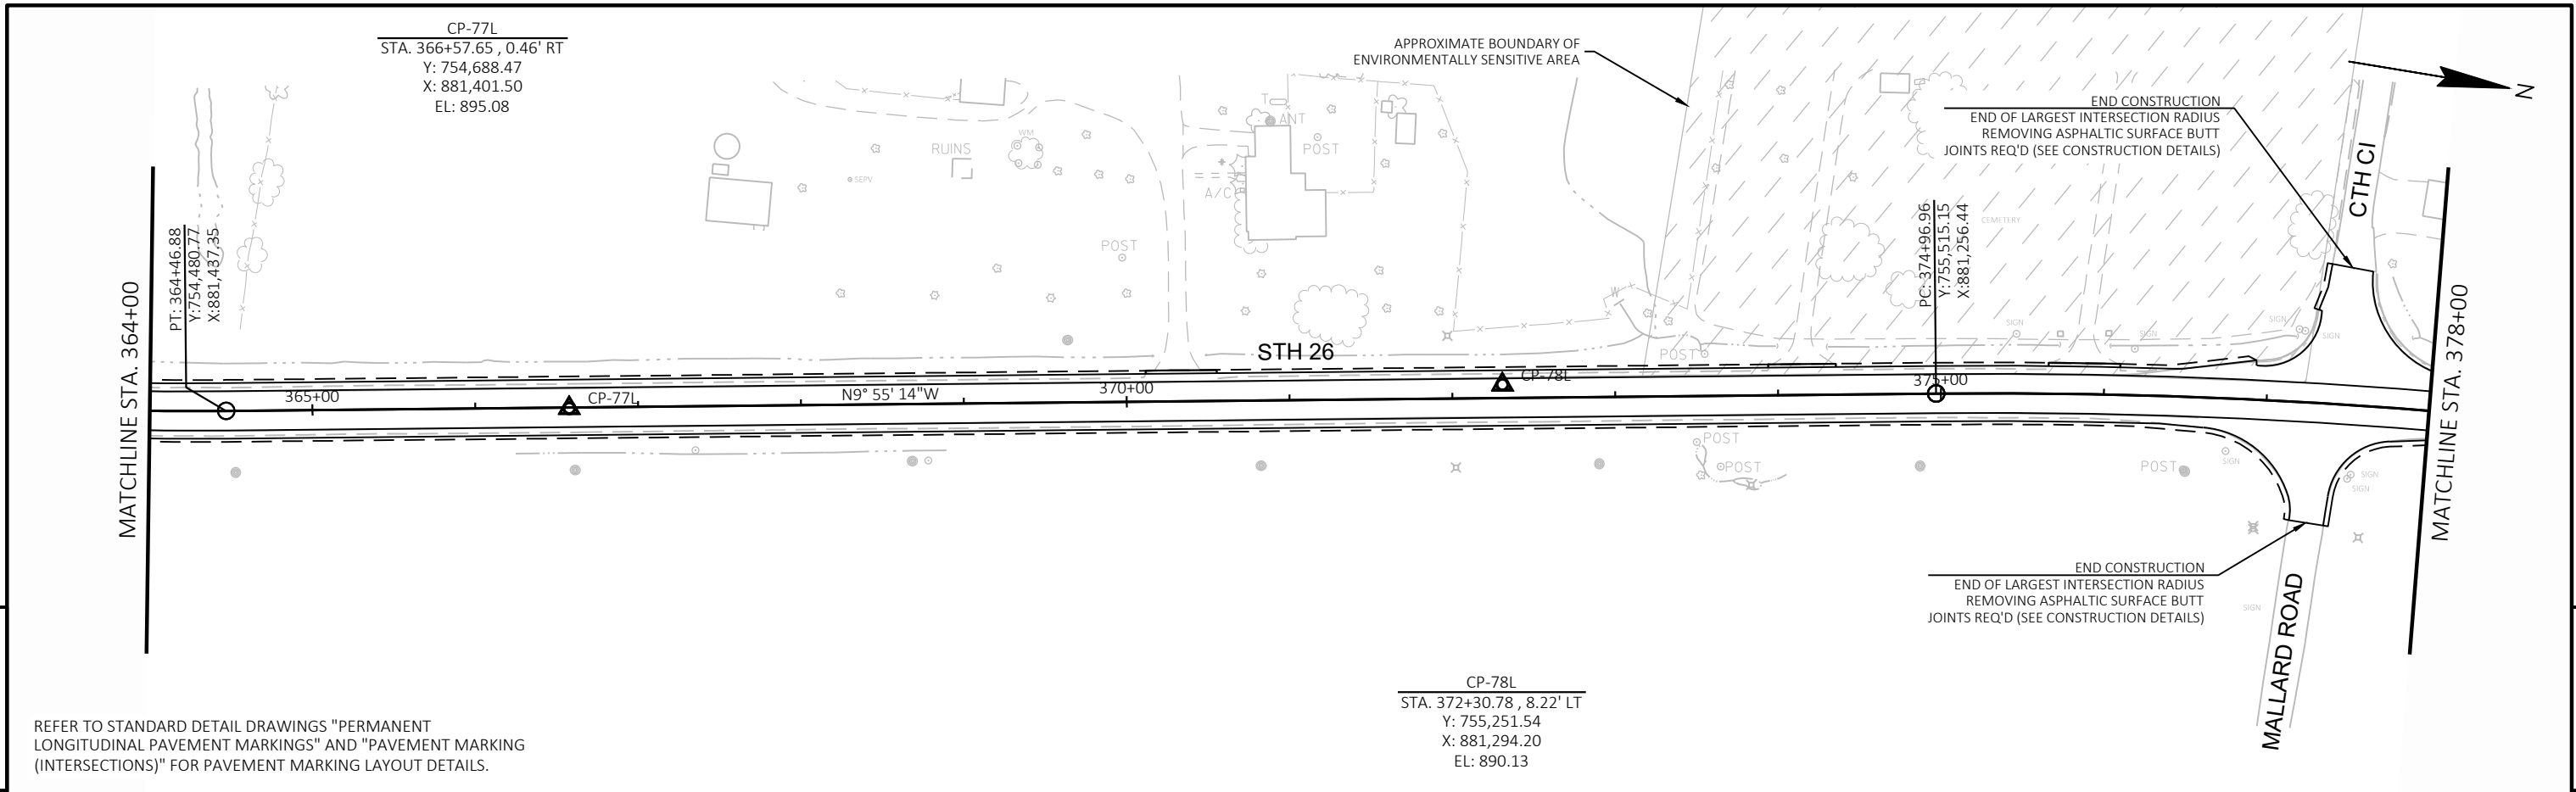 CP-77L
STA. 366+57.65 , 0.46' RT
Y: 754,688.47
X: 881,401.50
EL: 895.08
APPROXIMATE BOUNDARY OF
ENVIRONMENTALLY SENSITIVE AREA
N
END CONSTRUCTION
END OF LARGEST INTERSECTION RADIUS
REMOVING ASPHALTIC SURFACE BUTT
JOINTS REQ'D (SEE CONSTRUCTION DETAILS)
CTH CI
T
ANT
WM
RUINS
POST
SEPV
A/C
CEMETERY
POST
PT: 364+46.88
Y:754,480.77
X:881,437.35
PC: 374+96.96
Y:755,515.15
X:881,256.44
MATCHLINE STA. 364+00
MATCHLINE STA. 378+00
W
SIGN
SIGN
SIGN
SIGN
STH 26
POST
365+00
CP-77L
N9° 55' 14"W
370+00
CP-78L
375+00
POST
POST
POST
SIGN
SIGN
SIGN
END CONSTRUCTION
END OF LARGEST INTERSECTION RADIUS
REMOVING ASPHALTIC SURFACE BUTT
JOINTS REQ'D (SEE CONSTRUCTION DETAILS)
SIGN
MALLARD ROAD
CP-78L
STA. 372+30.78 , 8.22' LT
Y: 755,251.54
X: 881,294.20
EL: 890.13
REFER TO STANDARD DETAIL DRAWINGS "PERMANENT
LONGITUDINAL PAVEMENT MARKINGS" AND "PAVEMENT MARKING
(INTERSECTIONS)" FOR PAVEMENT MARKING LAYOUT DETAILS.